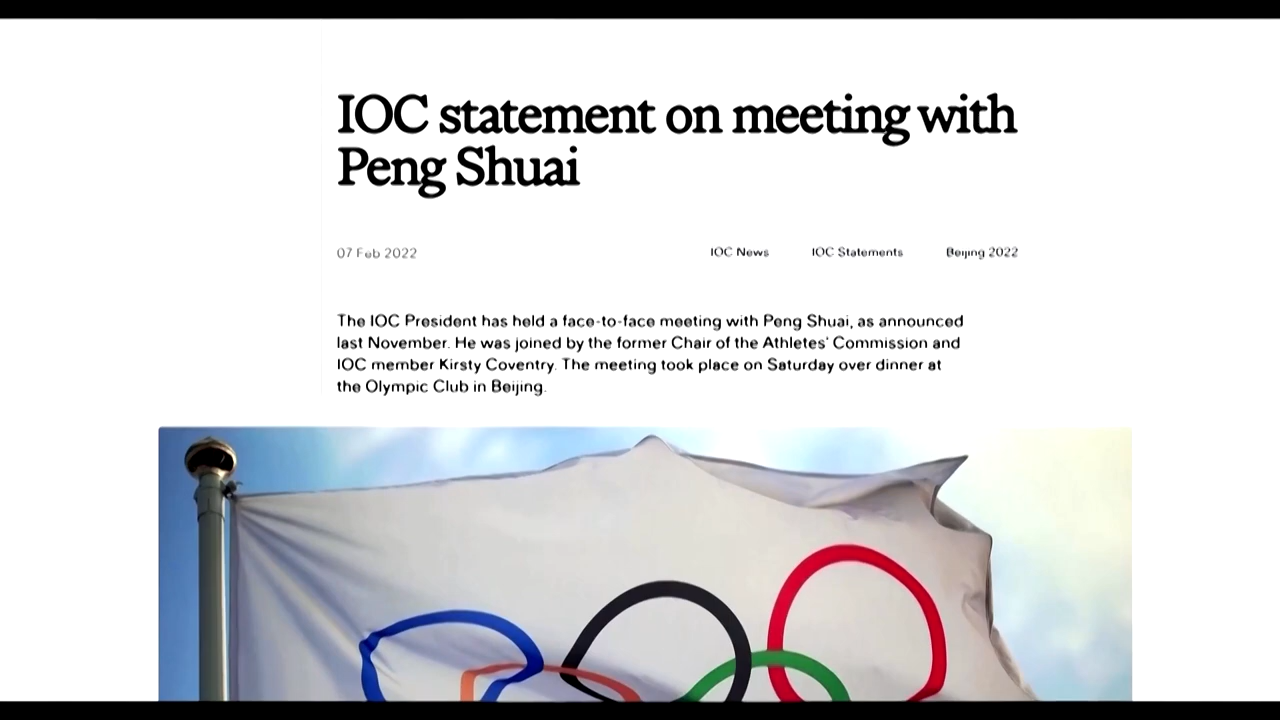 IOC statement on meeting with
Peng Shuai
07 Feb 2022
IOC News
IOC Statements
Beijing 2022
The IOC President has held a face-to-face meeting with Peng Shuai, as announced
last November. He was joined by the former Chair of the Athletes' Commission and
IOC member Kirsty Coventry. The meeting took place on Saturday over dinner at
the Olympic Club in Beijing.